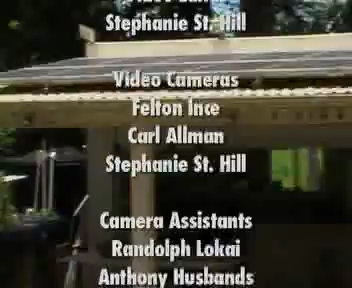 Stephanie St. Hill
Video Cameras
Felton Ince
Carl Allman
Stephanie St. Hill
Camera Assistants
Randolph Lokai
Anthony Husbands